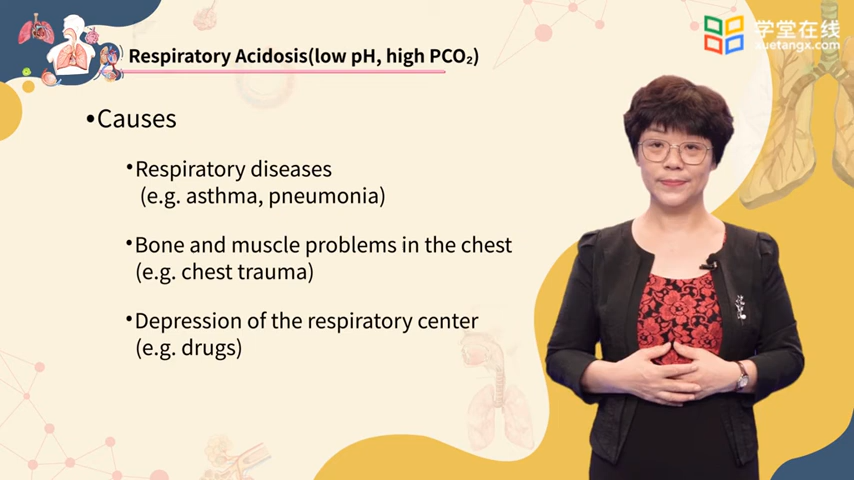 Respiratory Acidosis(low pH, high PCO₂)
学堂在线
xuetangx.com
•Causes
•Respiratory diseases
(e.g. asthma, pneumonia)
•Bone and muscle problems in the chest
(e.g. chest trauma)
•Depression of the respiratory center
(e.g. drugs)